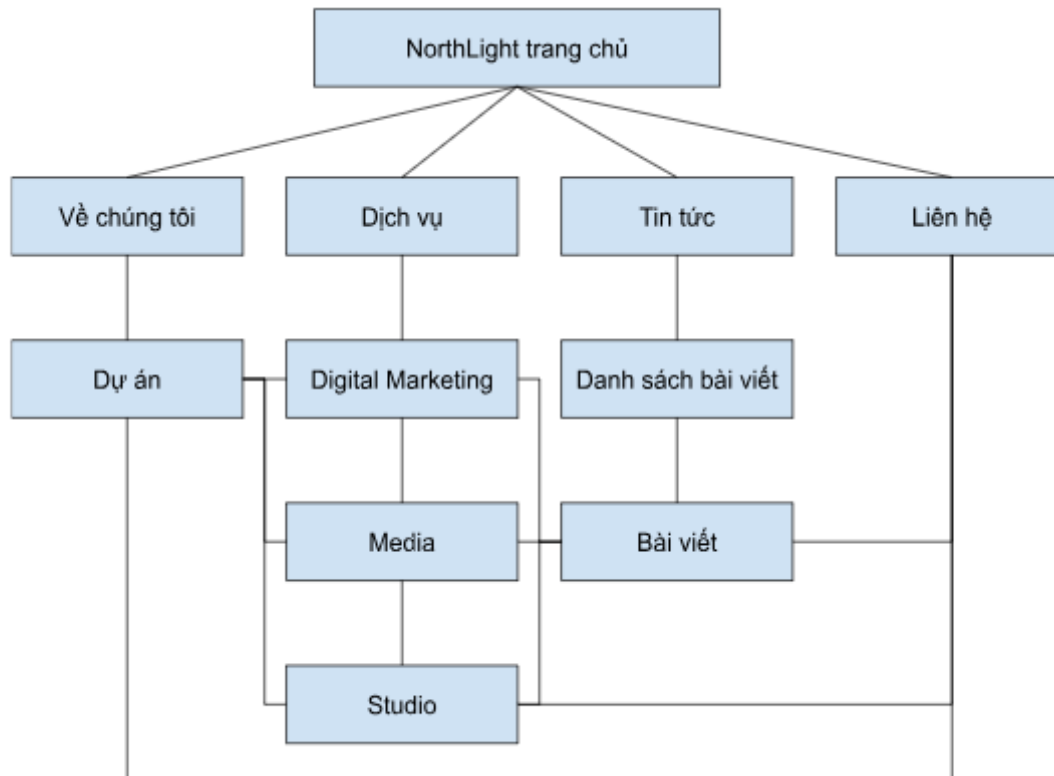 NorthLight trang chủ
Về chúng tôi
Dịch vụ
Tin tức
Liên hệ
Dự án
Digital Marketing
Danh sách bài viết
Media
Bài viết
Studio